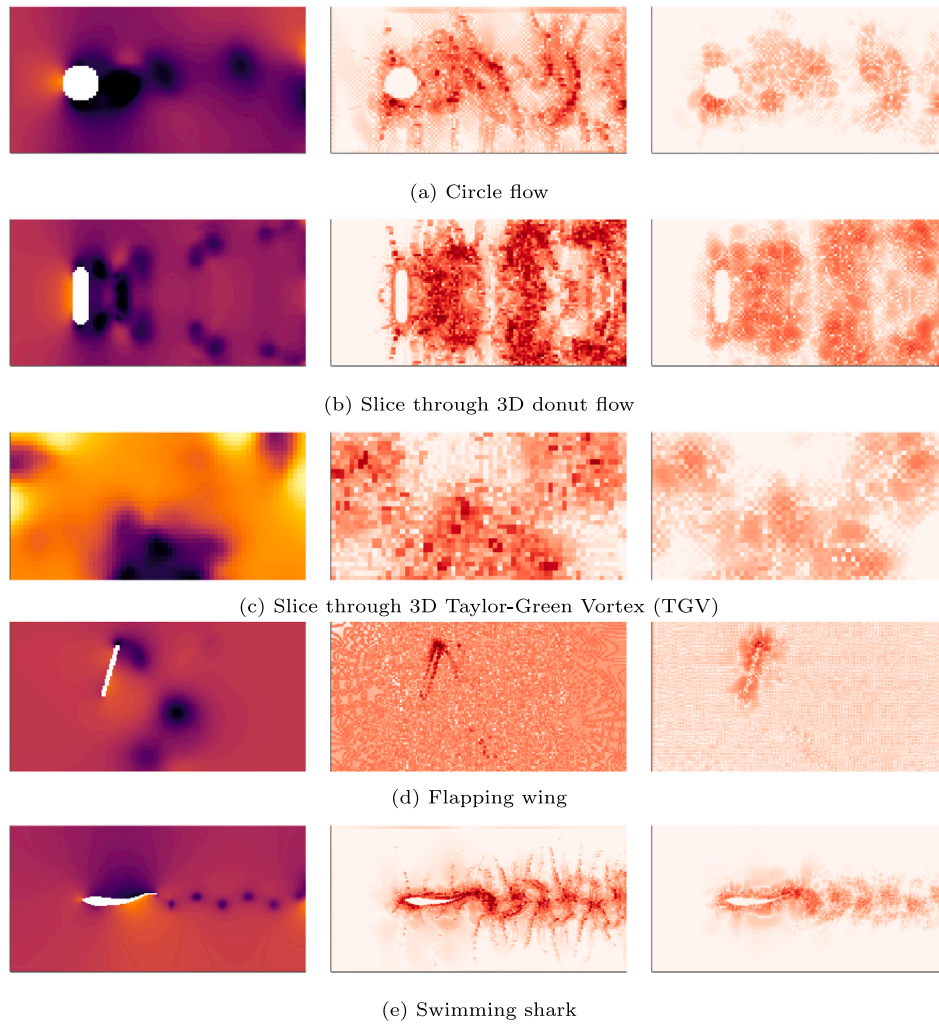 (a) Circle flow
(b) Slice through 3D donut flow
(c) Slice through 3D Taylor-Green Vortex (TGV)
(d) Flapping wing
(e) Swimming shark